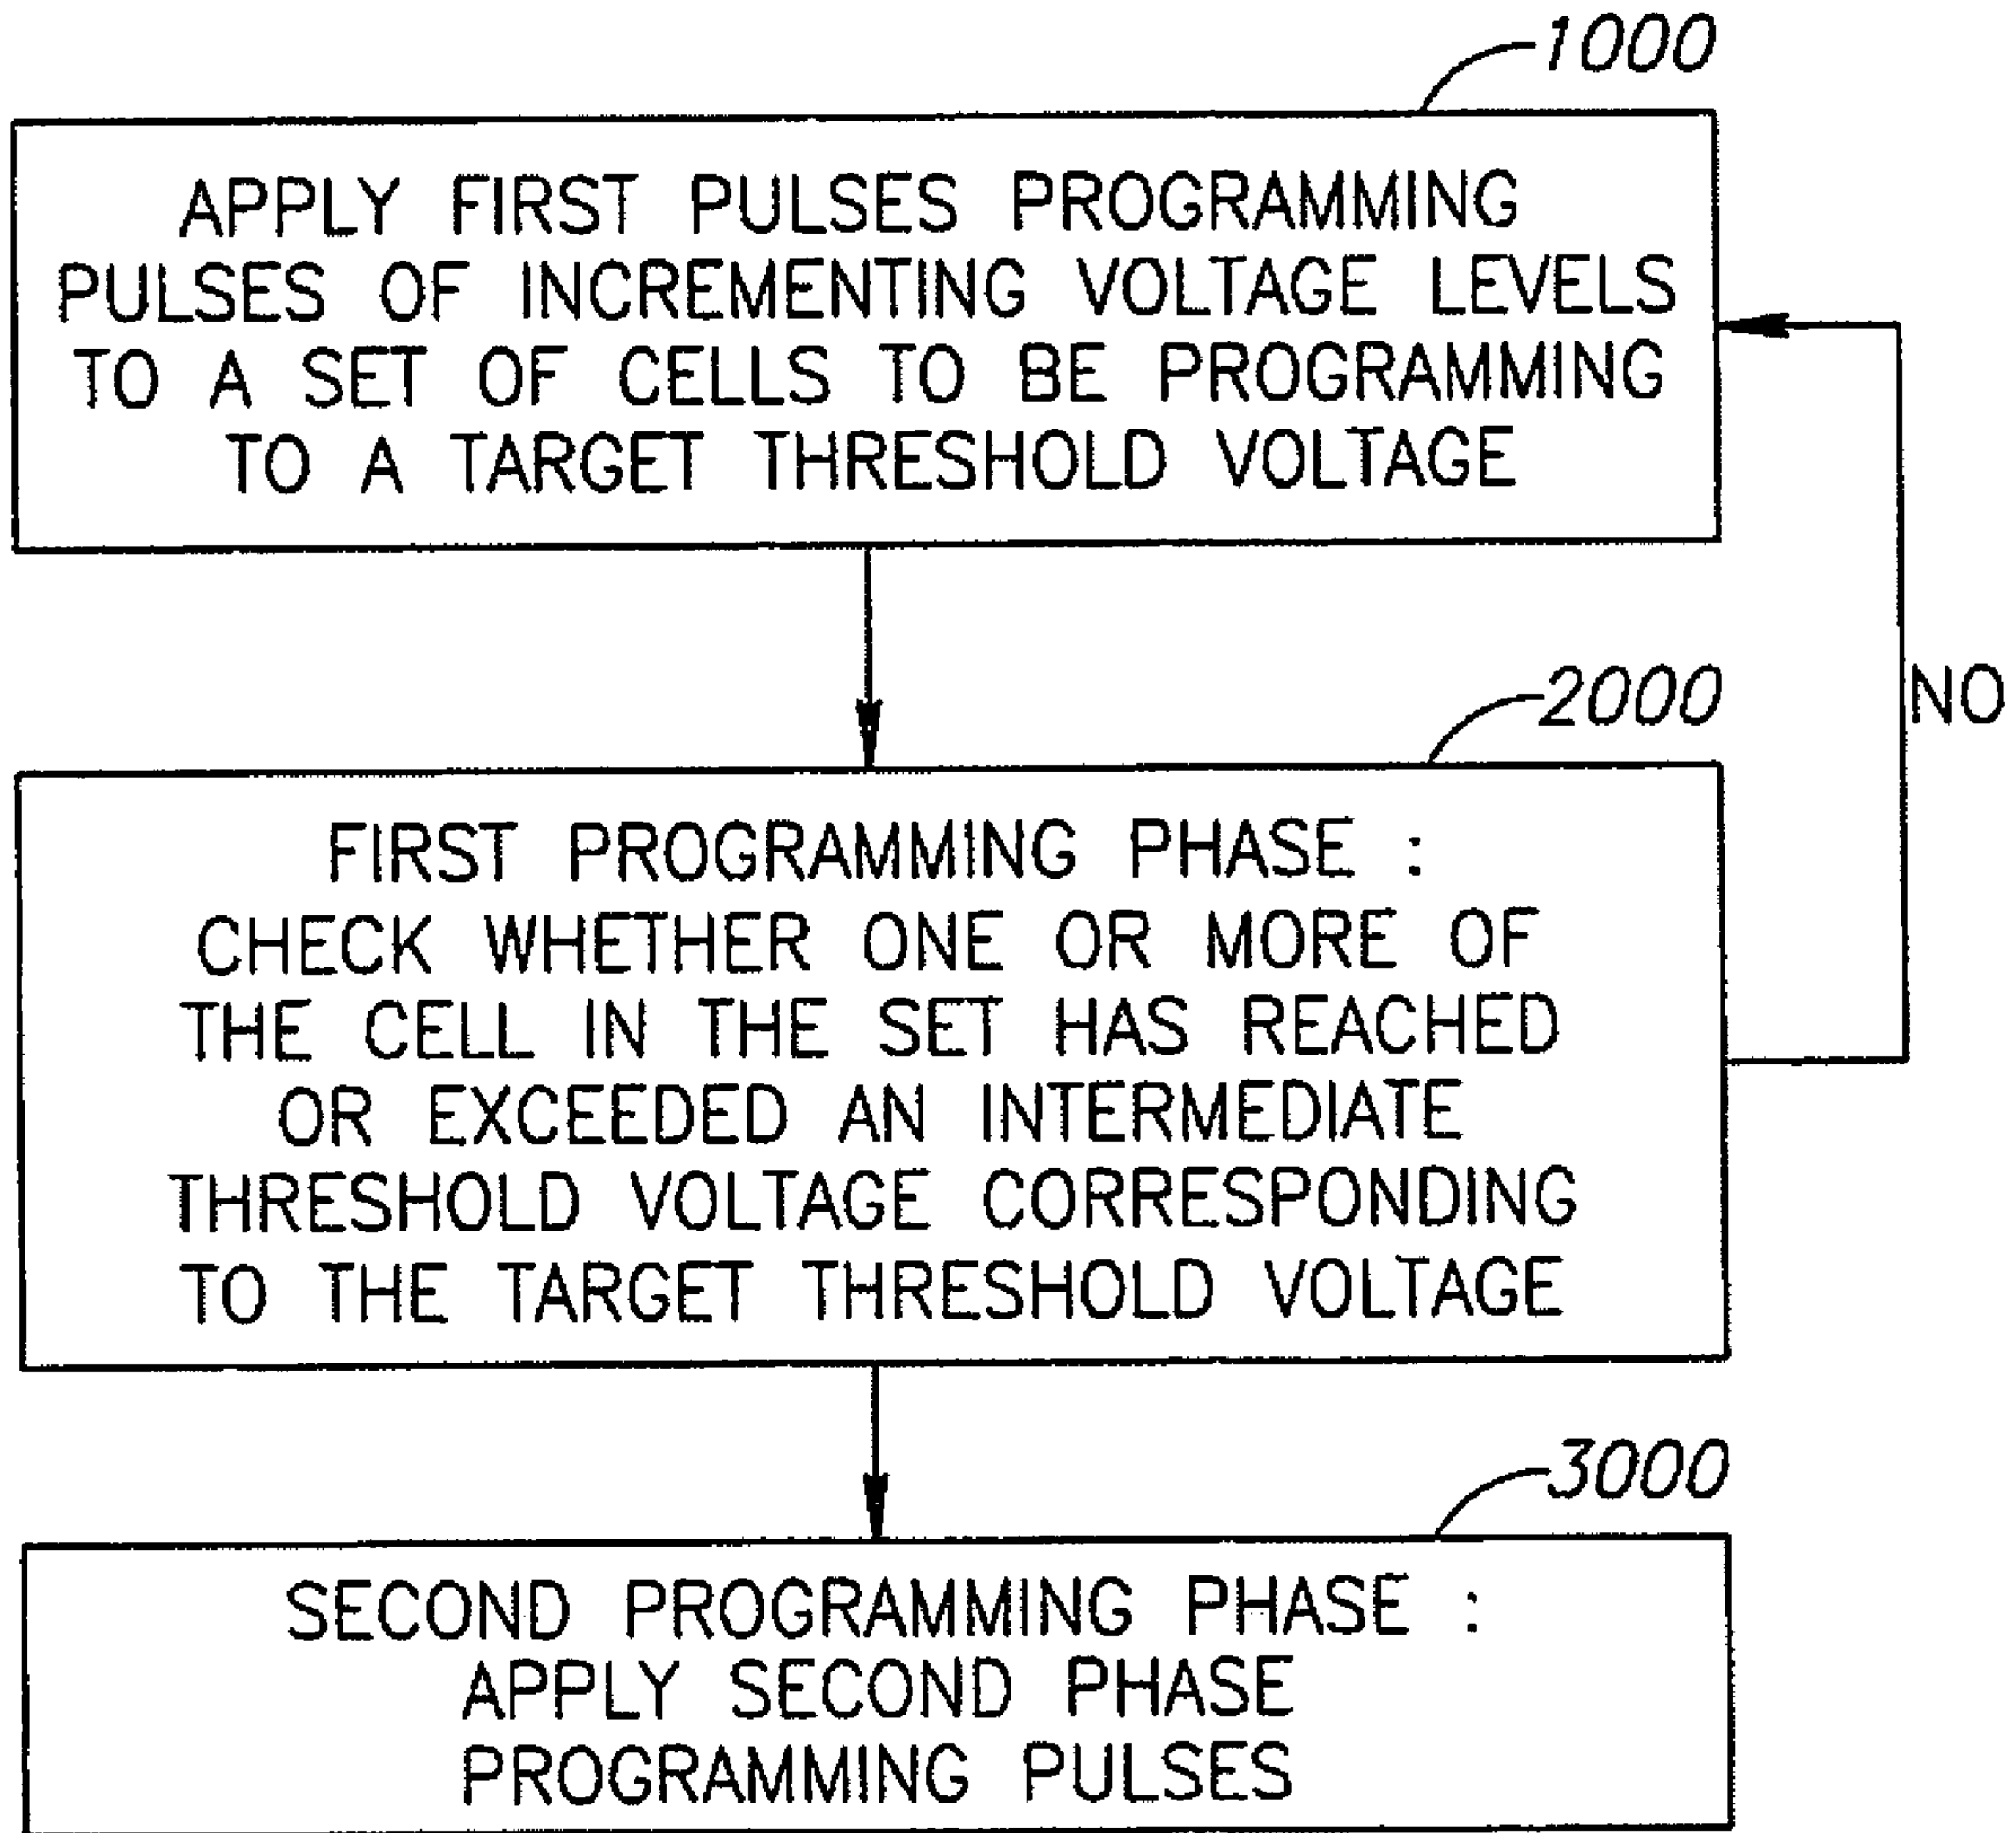 1000
APPLY FIRST PULSES PROGRAMMING
PULSES OF INCREMENTING VOLTAGE LEVELS
TO A SET OF CELLS TO BE PROGRAMMING
TO A TARGET THRESHOLD VOLTAGE
2000
NO
FIRST PROGRAMMING PHASE :
CHECK WHETHER ONE OR MORE OF
THE CELL IN THE SET HAS REACHED
OR EXCEEDED AN INTERMEDIATE
THRESHOLD VOLTAGE CORRESPONDING
TO THE TARGET THRESHOLD VOLTAGE
3000
SECOND PROGRAMMING PHASE :
APPLY SECOND PHASE
PROGRAMMING PULSES